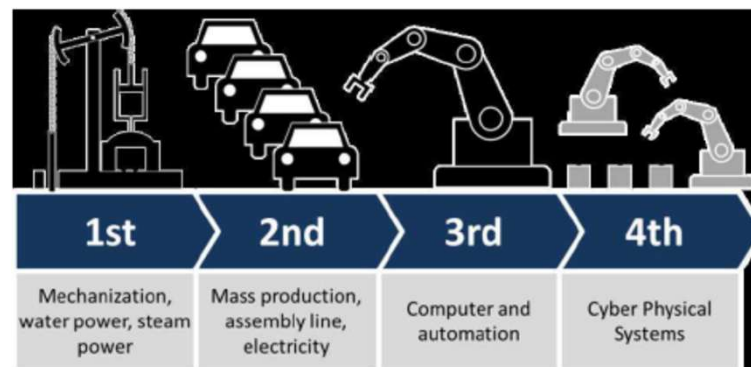 1st
2nd
3rd
4th
Mechanization,
water power, steam
power
Mass production,
assembly line,
electricity
Computer and
automation
Cyber Physical
Systems